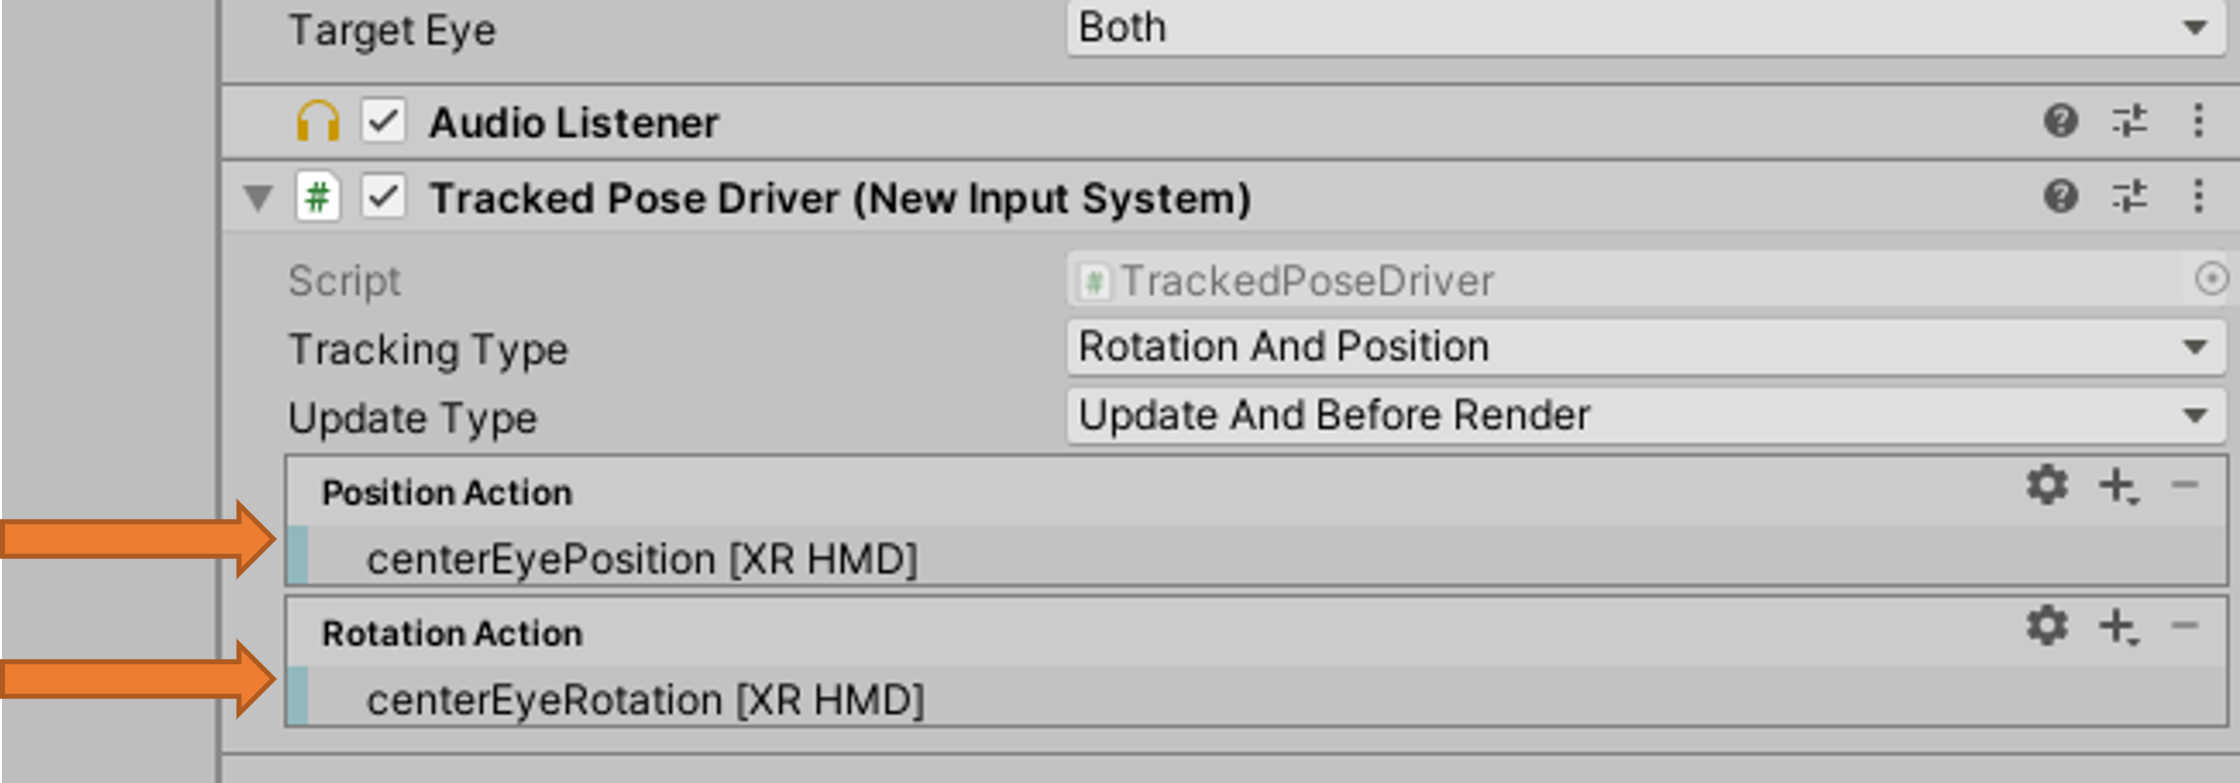 Target Eye Both
Audio Listener
# Tracked Pose Driver (New Input System)
Script # TrackedPoseDriver
Tracking Type Rotation And Position
Update Type Update And Before Render
Position Action
centerEyePosition [XR HMD]
Rotation Action
centerEyeRotation [XR HMD]